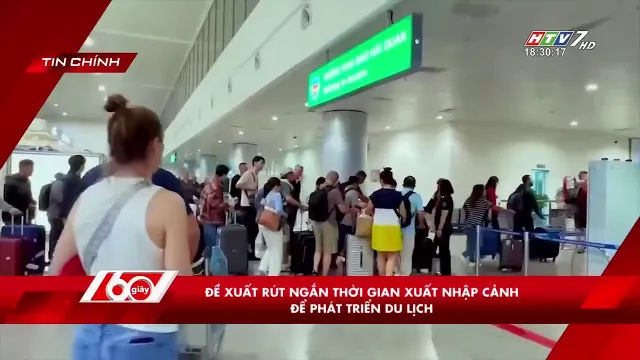 TIN CHÍNH
HTV7 HD
18:30:17
60 giây
ĐỀ XUẤT RÚT NGẮN THỜI GIAN XUẤT NHẬP CẢNH
ĐỂ PHÁT TRIỂN DU LỊCH